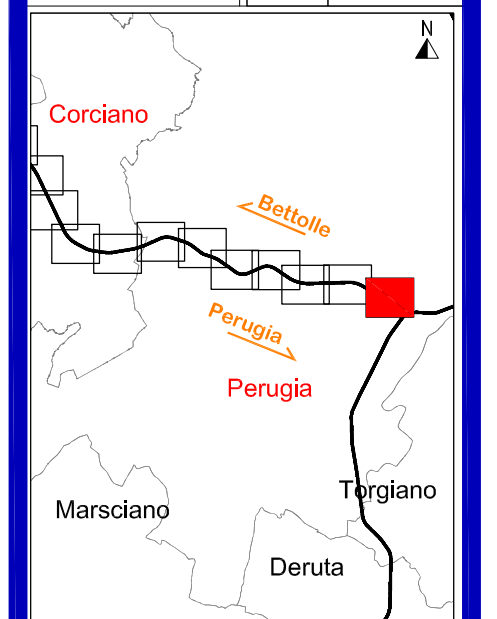 N
Corciano
Bettolle
Perugia
Perugia
Torgiano
Marsciano
Deruta